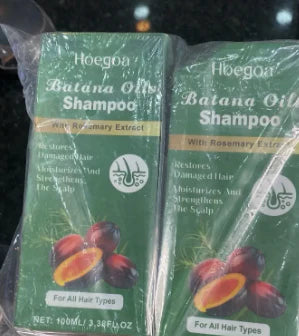 Hoegoa
Batana Oils
Shampoo
With Rosemary Extract
Restores
Damaged Hair
Moisturizes And
Strengthens
The Scalp
For All Hair Types
NET: 100ML/ 3.38FL.OZ
Hoegoa
Batana Oil
Shampoo
With Rosemary Extract
Restores
Damaged Hair
Moisturizes And
Strengthens
The Scalp
For All Hair Types